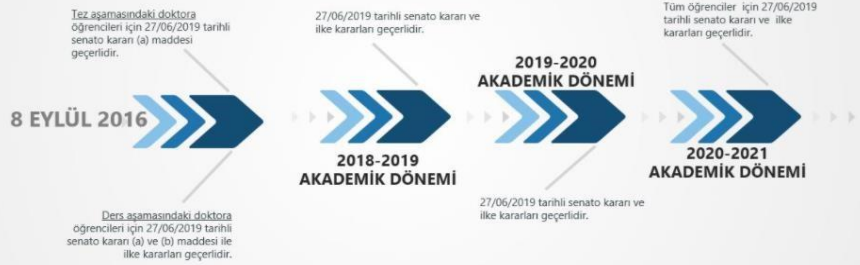 Tez aşamasındaki doktora
öğrencileri için 27/06/2019 tarihli
senato kararı (a) maddesi
geçerlidir.
8 EYLÜL 2016
Ders aşamasındaki doktora
öğrencileri için 27/06/2019 tarihli
senato kararı (a) ve (b) maddesi ile
ilke kararları geçerlidir.
27/06/2019 tarihli senato kararı ve
ilke kararları geçerlidir.
2018-2019
AKADEMİK DÖNEMİ
2019-2020
AKADEMİK DÖNEMİ
27/06/2019 tarihli senato kararı ve
ilke kararları geçerlidir.
Tüm öğrenciler için 27/06/2019
tarihli senato kararı ve ilke
kararları geçerlidir.
2020-2021
AKADEMİK DÖNEMİ